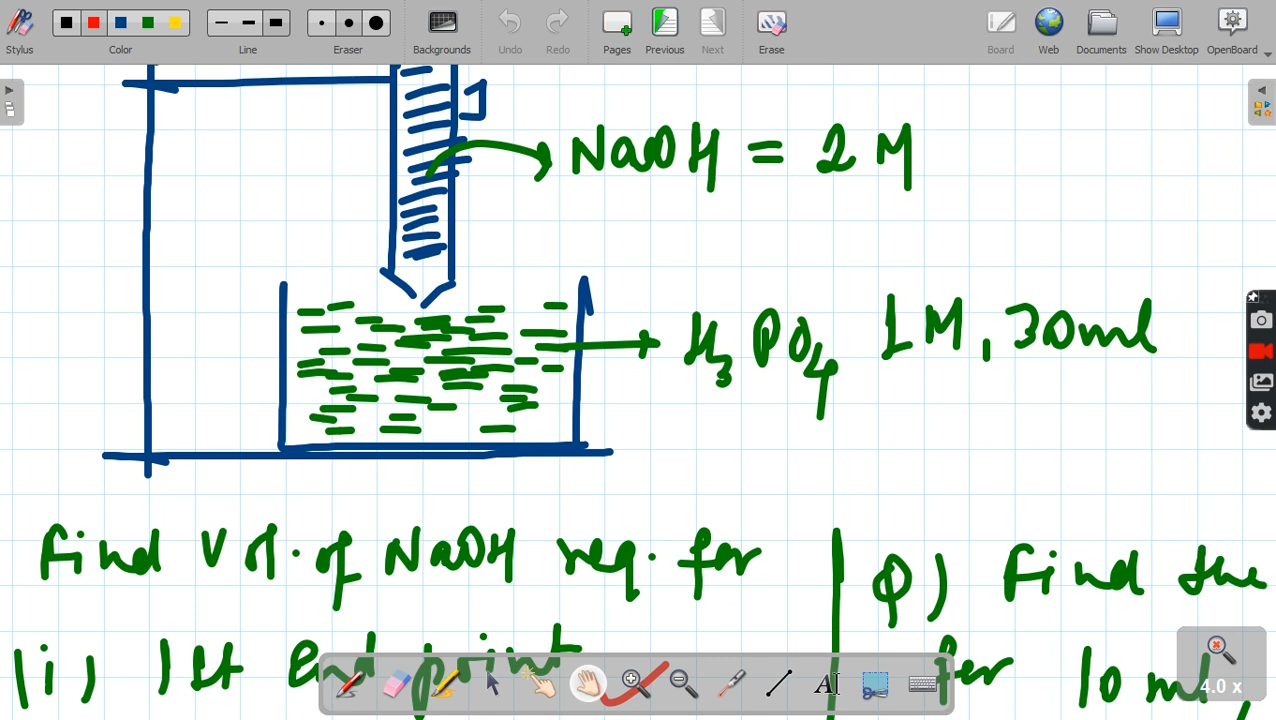 Stylus Color Line Eraser Backgrounds Undo Redo Pages Previous Next Erase Board Web Documents Show Desktop OpenBoard
NaOH = 2 M
H3PO4 1M, 30ml
Find Vol. of NaOH req. for
(i) 1st End point
Q) Find the
for 10 ml,
4.0 x